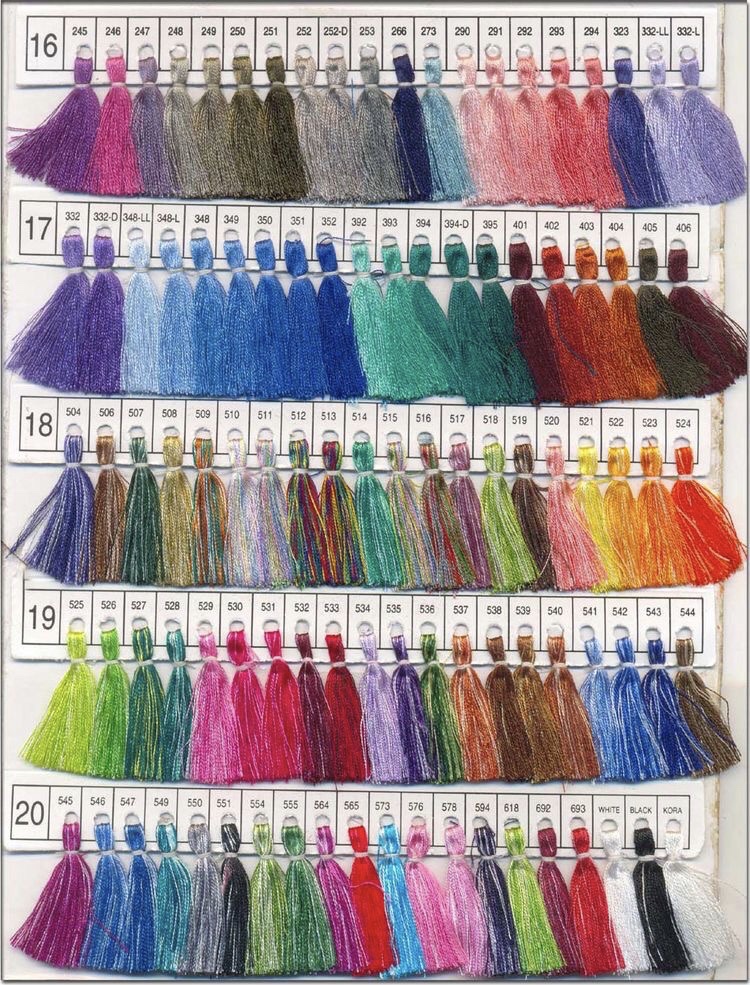 16 245 246 247 248 249 250 251 252 252-D 253 266 273 290 291 292 293 294 323 332-LL 332-L
17 332 332-D 348-LL 348-L 348 349 350 351 352 392 393 394 394-D 395 401 402 403 404 405 406
18 504 506 507 508 509 510 511 512 513 514 515 516 517 518 519 520 521 522 523 524
19 525 526 527 528 529 530 531 532 533 534 535 536 537 538 539 540 541 542 543 544
20 545 546 547 549 550 551 554 555 564 565 573 576 578 594 618 692 693 WHITE BLACK KORA